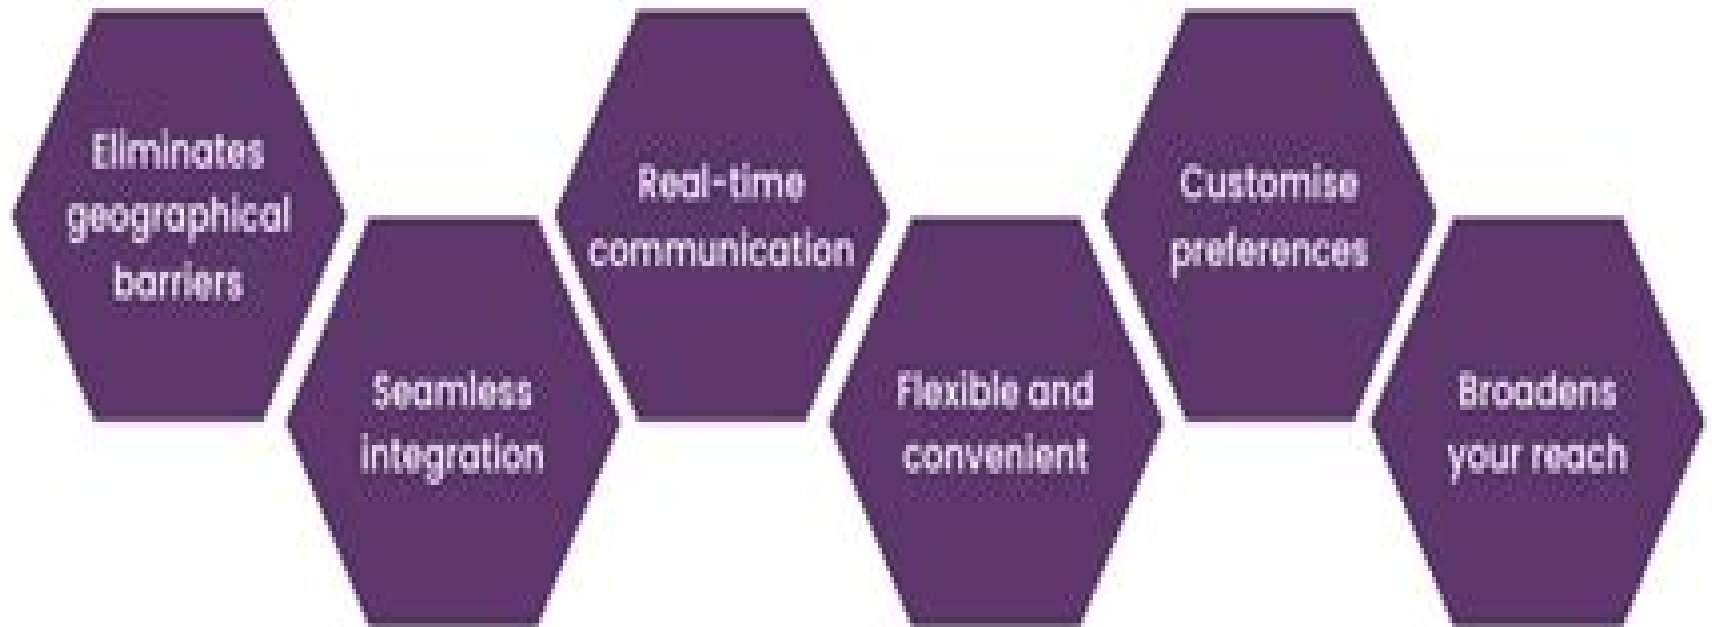 Eliminates
geographical
barriers
Seamless
integration
Real-time
communication
Flexible and
convenient
Customise
preferences
Broadens
your reach